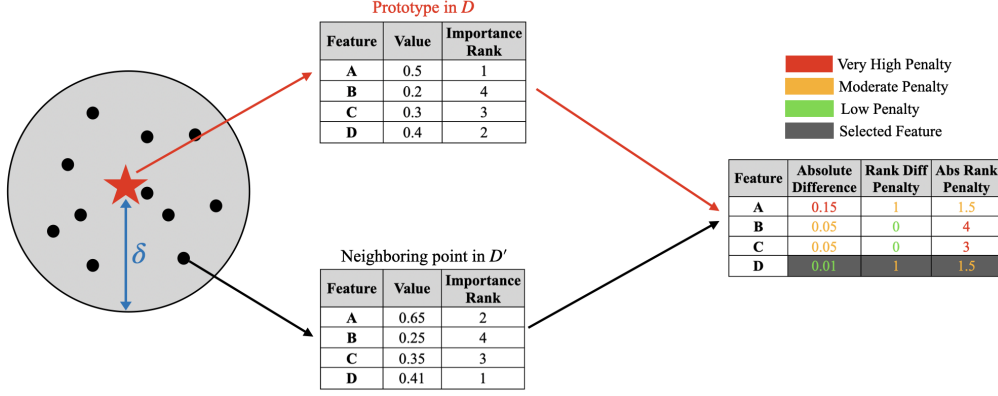 Prototype in D
Feature Value Importance Rank
A 0.5 1
B 0.2 4
C 0.3 3
D 0.4 2
δ
Neighboring point in D′
Feature Value Importance Rank
A 0.65 2
B 0.25 4
C 0.35 3
D 0.41 1
Very High Penalty
Moderate Penalty
Low Penalty
Selected Feature
Feature Absolute Difference Rank Diff Penalty Abs Rank Penalty
A 0.15 1 1.5
B 0.05 0 4
C 0.05 0 3
D 0.01 1 1.5